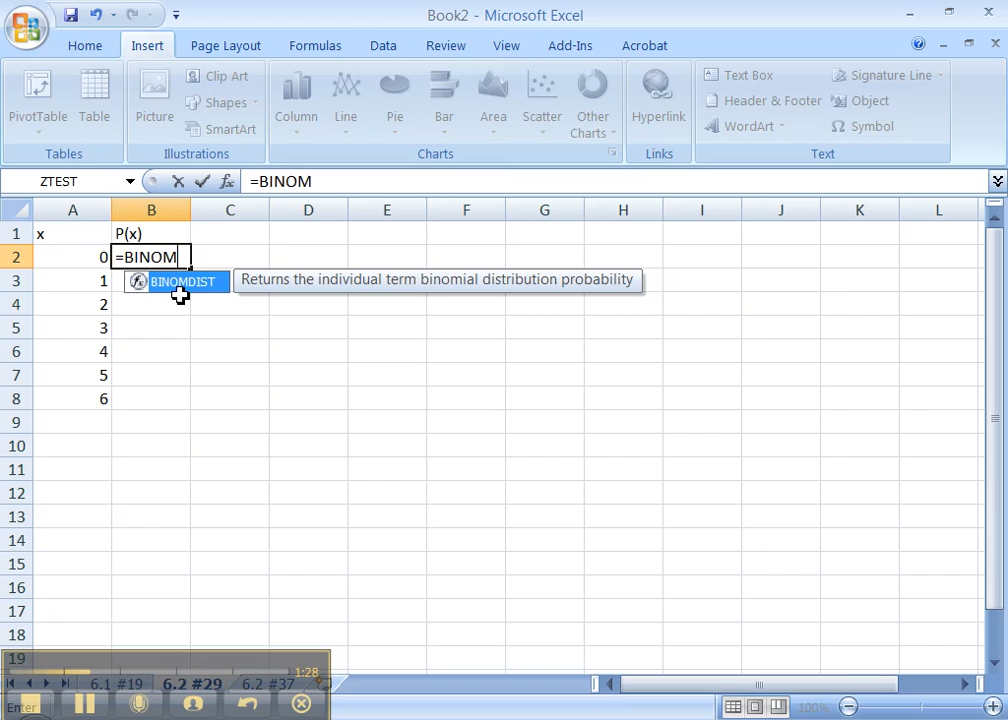 Book2 - Microsoft Excel
Home Insert Page Layout Formulas Data Review View Add-Ins Acrobat
PivotTable Table Picture Clip Art Shapes SmartArt Column Line Pie Bar Area Scatter Other Charts Hyperlink Text Box Header & Footer WordArt Signature Line Object Symbol
Tables Illustrations Charts Links Text
ZTEST fx =BINOM
A B C D E F G H I J K L
1 x P(x)
2 0 =BINOM
3 1 fx BINOMDIST Returns the individual term binomial distribution probability
4 2
5 3
6 4
7 5
8 6
9
10
11
12
13
14
15
16
17
18
19
1:28
6.1 #19 6.2 #29 6.2 #37
Enter 100%